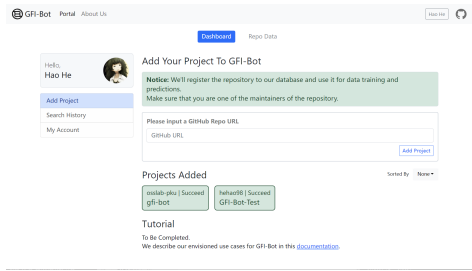 GFI-Bot Portal About Us Hao He
Dashboard Repo Data
Hello,
Hao He
Add Project
Search History
My Account
Add Your Project To GFI-Bot
Notice: We'll register the repository to our database and use it for data training and
predictions.
Make sure that you are one of the maintainers of the repository.
Please input a GitHub Repo URL
GitHub URL
Add Project
Projects Added
Sorted By None
osslab-pku | Succeed
gfi-bot
hehao98 | Succeed
GFI-Bot-Test
Tutorial
To Be Completed.
We describe our envisioned use cases for GFI-Bot in this documentation.